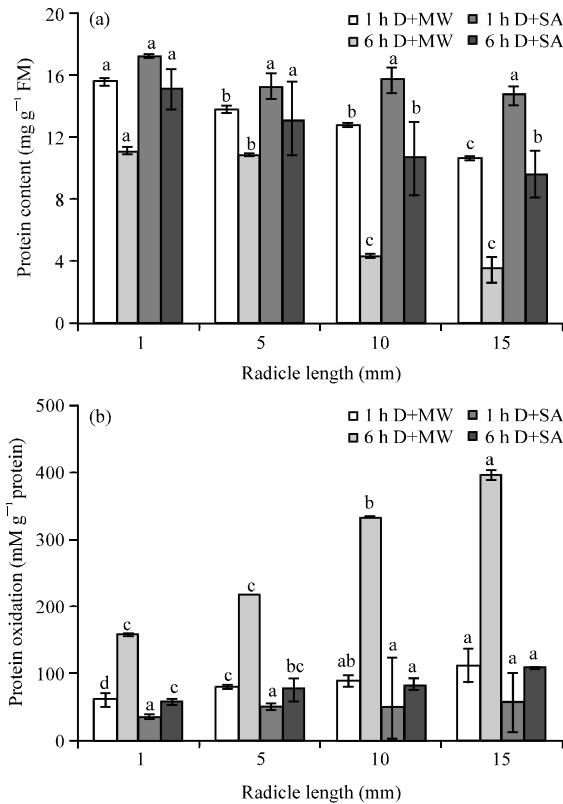 (a)
1 h D+MW
1 h D+SA
6 h D+MW
6 h D+SA
Protein content (mg g⁻¹ FM)
20
16
12
8
4
0
a
a
a
a
b
b
a
a
b
c
a
b
c
c
a
b
1
5
10
15
Radicle length (mm)
(b)
1 h D+MW
1 h D+SA
6 h D+MW
6 h D+SA
Protein oxidation (mM g⁻¹ protein)
500
400
300
200
100
0
d
c
a
c
c
c
a
bc
ab
b
a
a
a
a
a
a
1
5
10
15
Radicle length (mm)